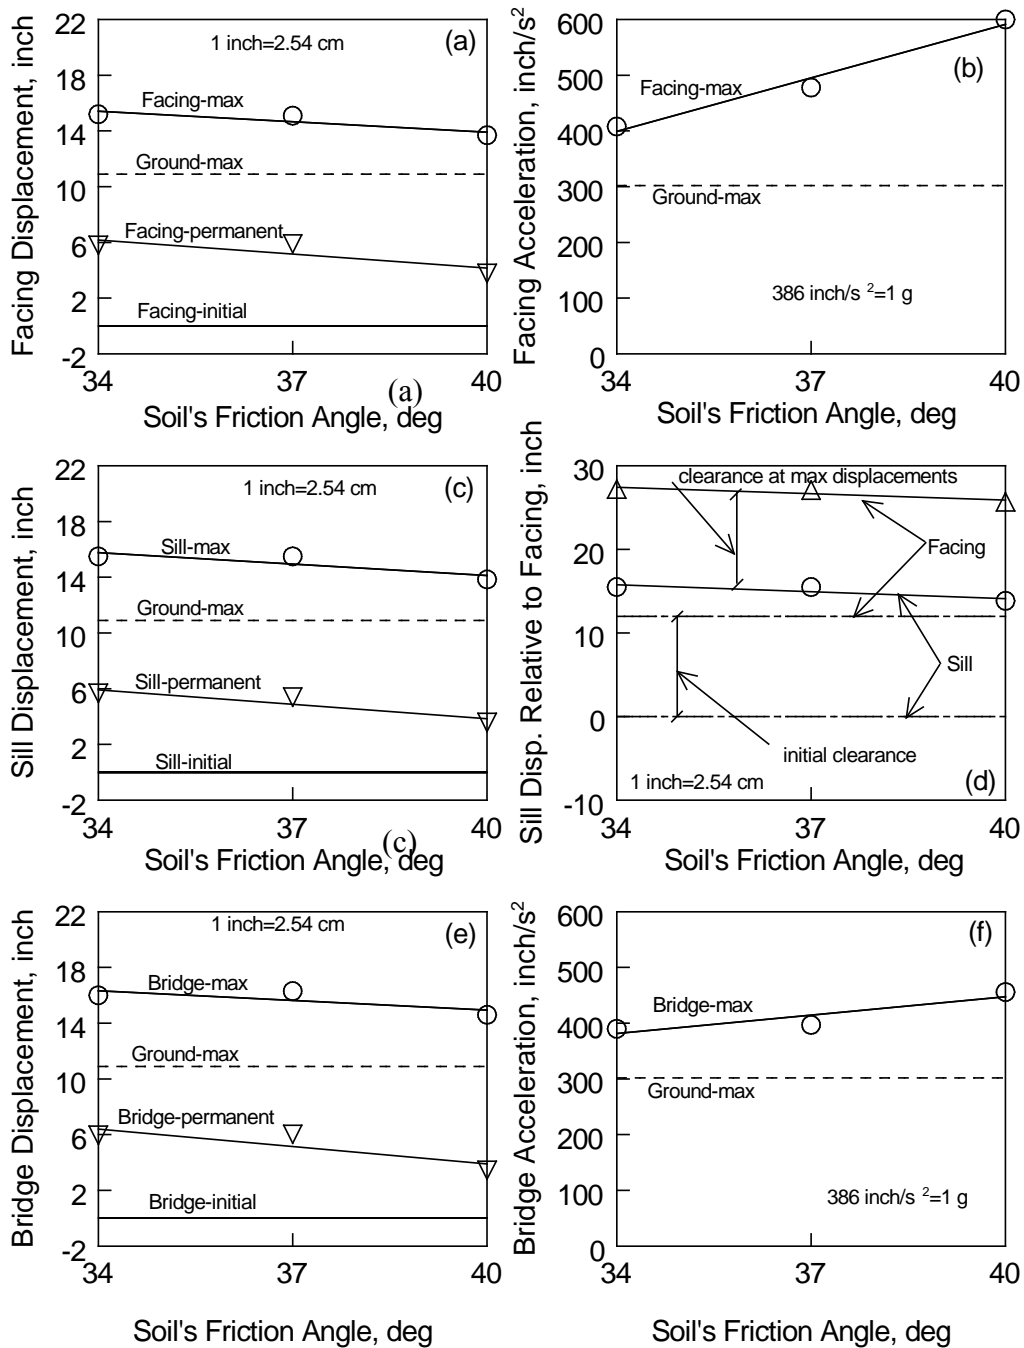 22
18
14
10
6
2
-2
Facing Displacement, inch
1 inch=2.54 cm
(a)
Facing-max
Ground-max
Facing-permanent
Facing-initial
34
37
40
(a)
Soil's Friction Angle, deg
600
500
400
300
200
100
0
Facing Acceleration, inch/s²
(b)
Facing-max
Ground-max
386 inch/s ²=1 g
34
37
40
Soil's Friction Angle, deg
22
18
14
10
6
2
-2
Sill Displacement, inch
1 inch=2.54 cm
(c)
Sill-max
Ground-max
Sill-permanent
Sill-initial
34
37
40
(c)
Soil's Friction Angle, deg
30
20
10
0
-10
Sill Disp. Relative to Facing, inch
clearance at max displacements
Facing
Sill
initial clearance
(d)
1 inch=2.54 cm
34
37
40
Soil's Friction Angle, deg
22
18
14
10
6
2
-2
Bridge Displacement, inch
1 inch=2.54 cm
(e)
Bridge-max
Ground-max
Bridge-permanent
Bridge-initial
34
37
40
Soil's Friction Angle, deg
600
500
400
300
200
100
0
Bridge Acceleration, inch/s²
(f)
Bridge-max
Ground-max
386 inch/s ²=1 g
34
37
40
Soil's Friction Angle, deg